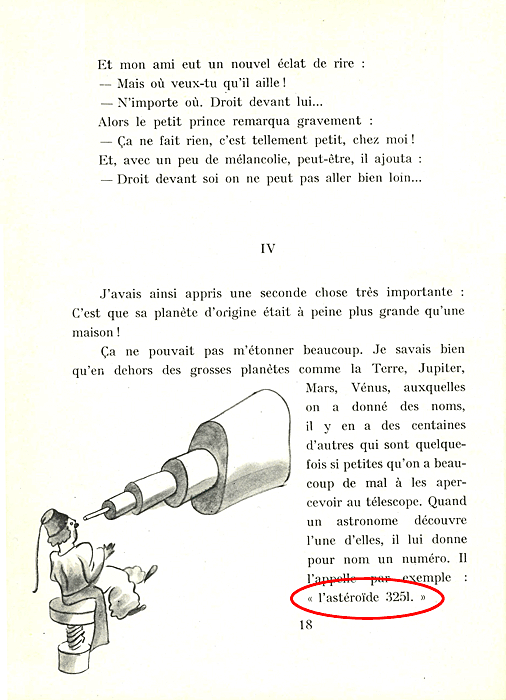 Et mon ami eut un nouvel éclat de rire :
— Mais où veux-tu qu'il aille !
— N'importe où. Droit devant lui...
Alors le petit prince remarqua gravement :
— Ça ne fait rien, c'est tellement petit, chez moi !
Et, avec un peu de mélancolie, peut-être, il ajouta :
— Droit devant soi on ne peut pas aller bien loin...
IV
J'avais ainsi appris une seconde chose très importante :
C'est que sa planète d'origine était à peine plus grande qu'une
maison !
Ça ne pouvait pas m'étonner beaucoup. Je savais bien
qu'en dehors des grosses planètes comme la Terre, Jupiter,
Mars, Vénus, auxquelles
on a donné des noms,
il y en a des centaines
d'autres qui sont quelque-
fois si petites qu'on a beau-
coup de mal à les aper-
cevoir au télescope. Quand
un astronome découvre
l'une d'elles, il lui donne
pour nom un numéro. Il
l'appelle par exemple :
« l'astéroïde 3251. »
18